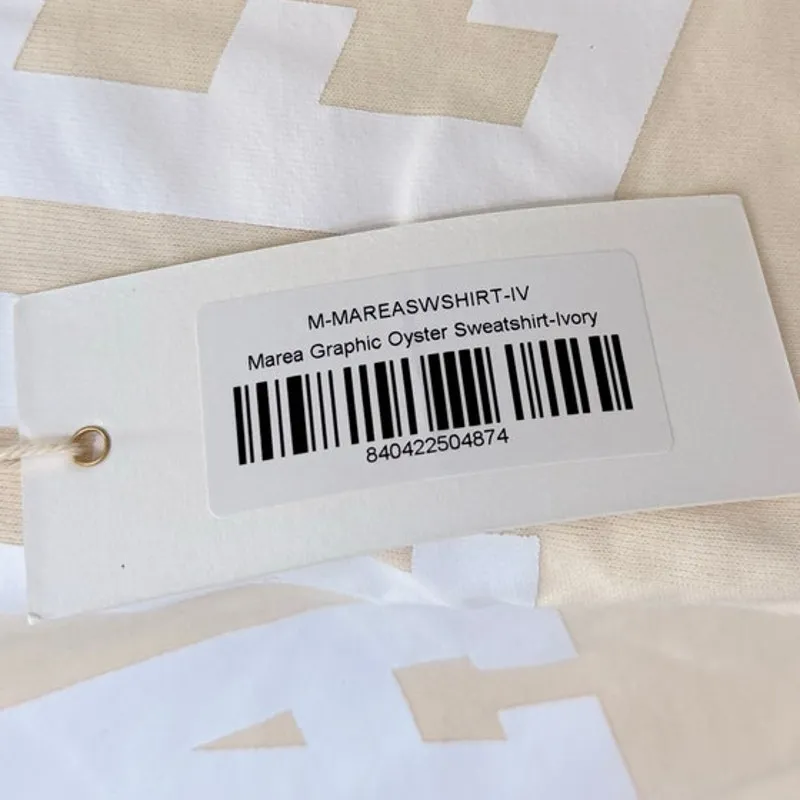 M-MAREASWSHIRT-IV
Marea Graphic Oyster Sweatshirt-Ivory
840422504874